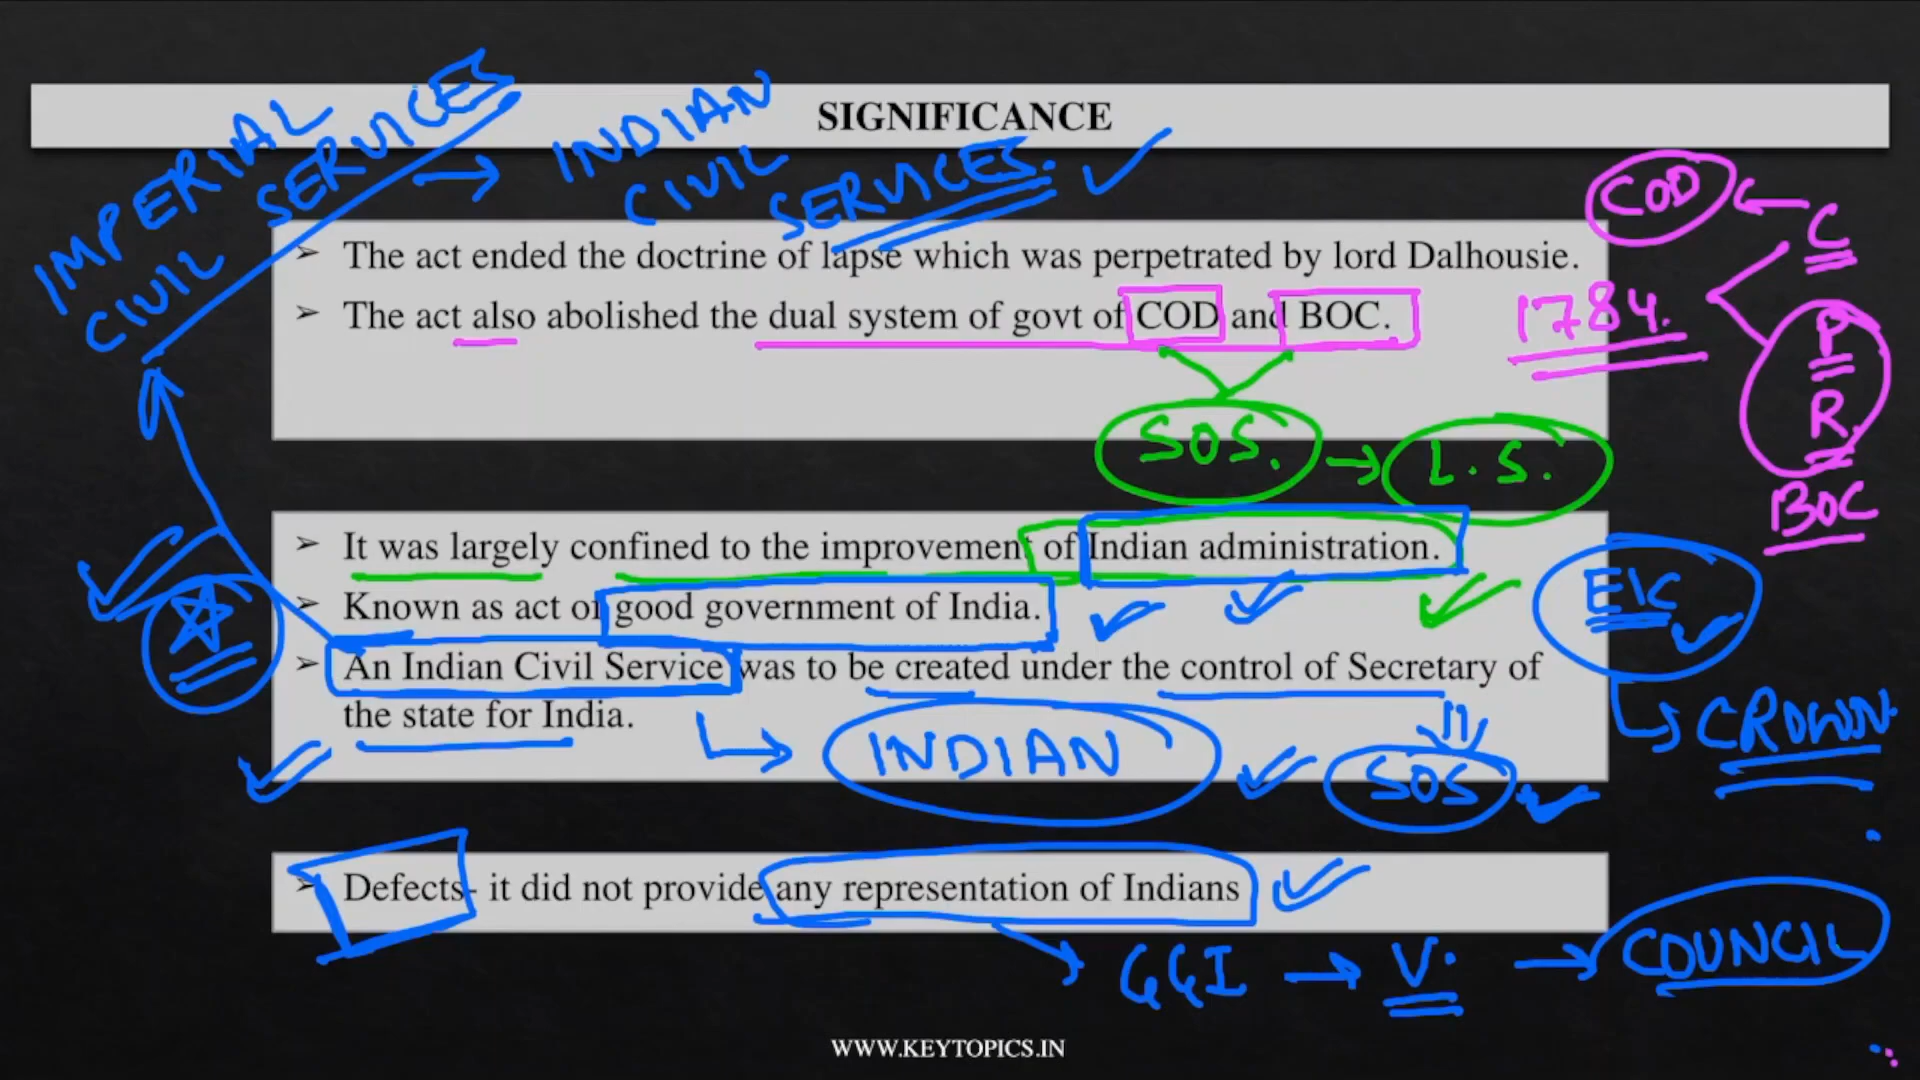 SIGNIFICANCE
IMPERIAL
CIVIL SERVICES
→ INDIAN
CIVIL
SERVICES.
➢ The act ended the doctrine of lapse which was perpetrated by lord Dalhousie.
➢ The act also abolished the dual system of govt of COD and BOC.
1784.
COD ← C
P
R.
BOC
SOS. → L.S.
➢ It was largely confined to the improvement of Indian administration.
➢ Known as act of good government of India.
➢ An Indian Civil Service was to be created under the control of Secretary of
the state for India.
EIC
CROWN.
INDIAN
SOS
➢ Defects- it did not provide any representation of Indians
GGI → V. → COUNCIL
WWW.KEYTOPICS.IN